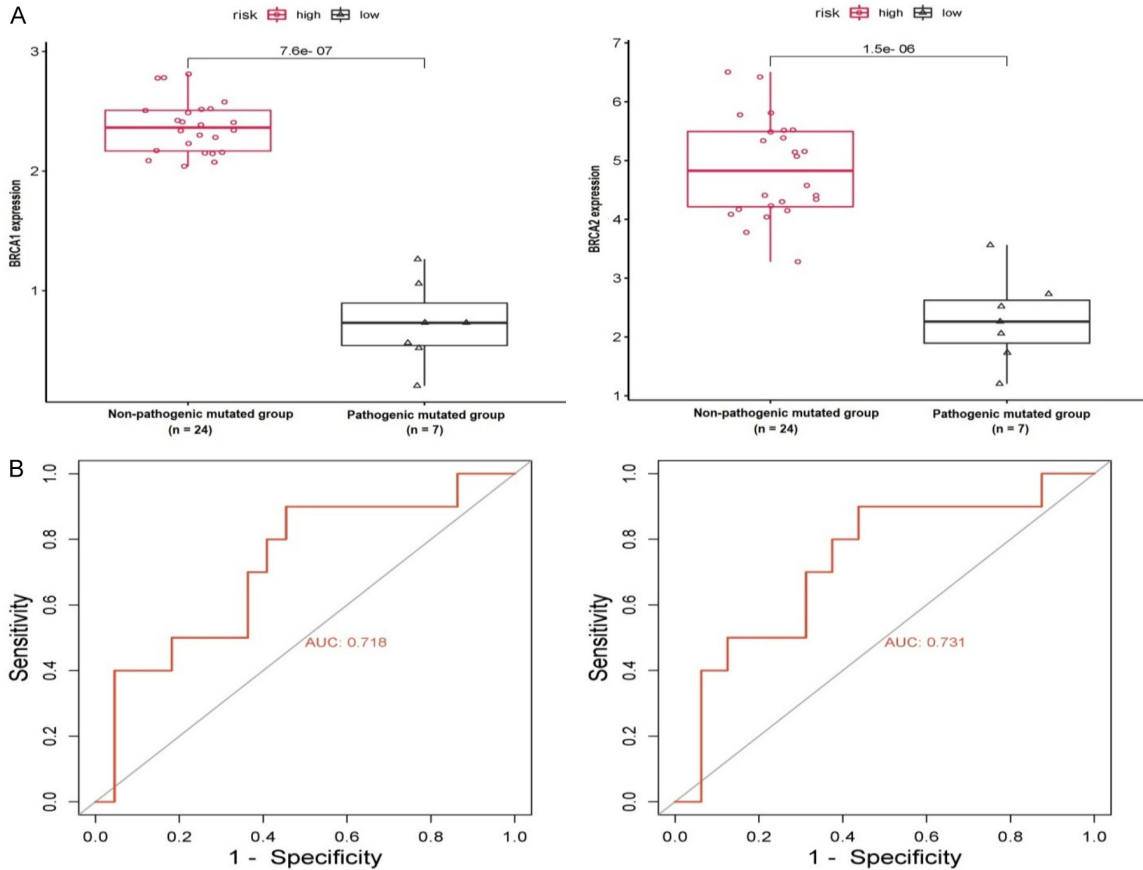 A
risk high low
3
2
1
BRCA1 expression
7.6e- 07
Non-pathogenic mutated group
(n = 24)
Pathogenic mutated group
(n = 7)
risk high low
7
6
5
4
3
2
1
BRCA2 expression
1.5e- 06
Non-pathogenic mutated group
(n = 24)
Pathogenic mutated group
(n = 7)
B
1.0
0.8
0.6
0.4
0.2
0.0
Sensitivity
AUC: 0.718
0.0 0.2 0.4 0.6 0.8 1.0
1 - Specificity
1.0
0.8
0.6
0.4
0.2
0.0
Sensitivity
AUC: 0.731
0.0 0.2 0.4 0.6 0.8 1.0
1 - Specificity